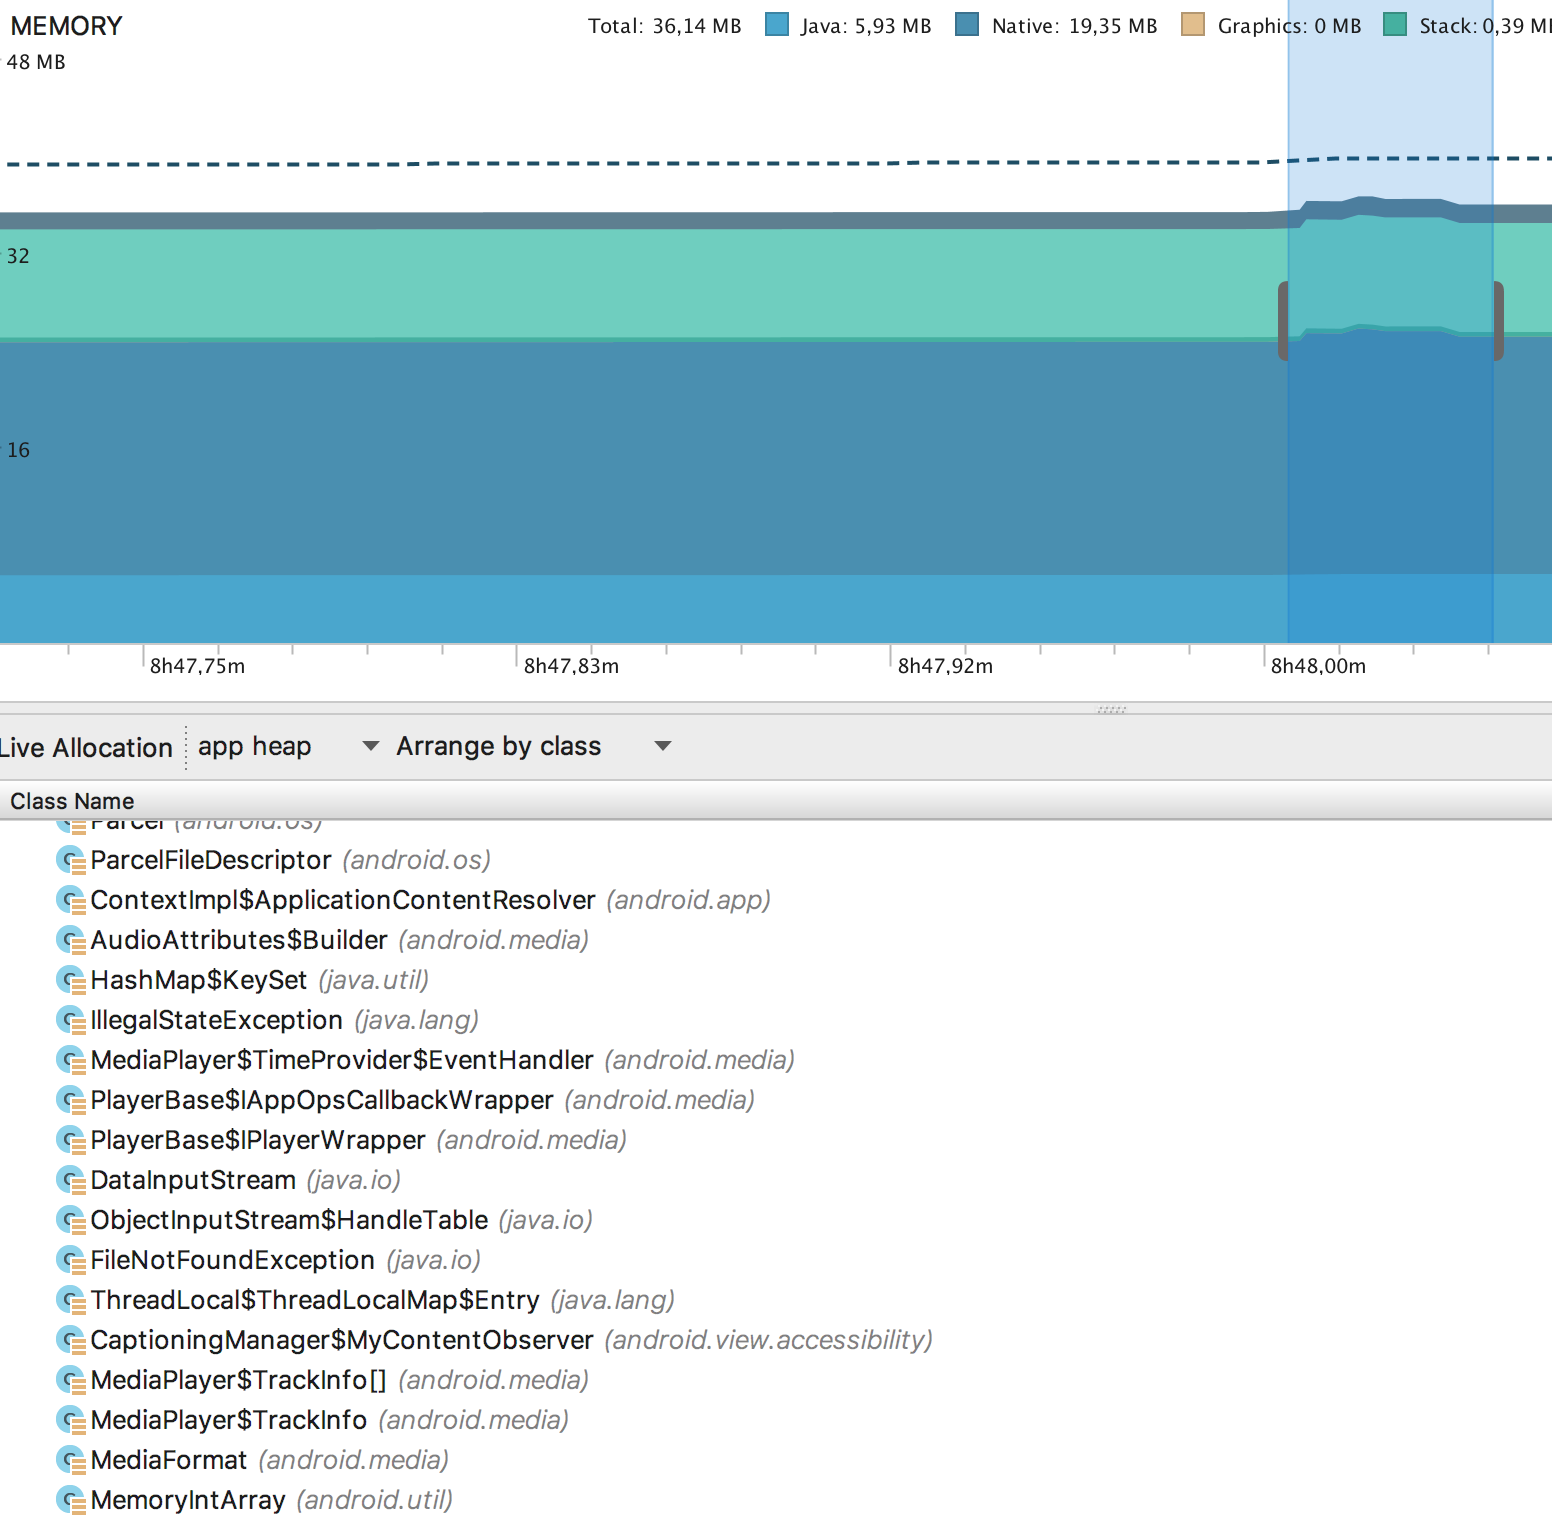 MEMORY
Total: 36,14 MB Java: 5,93 MB Native: 19,35 MB Graphics: 0 MB Stack: 0,39 MB
48 MB
32
16
8h47,75m 8h47,83m 8h47,92m 8h48,00m
Live Allocation app heap Arrange by class
Class Name
Parcel (android.os)
ParcelFileDescriptor (android.os)
ContextImpl$ApplicationContentResolver (android.app)
AudioAttributes$Builder (android.media)
HashMap$KeySet (java.util)
IllegalStateException (java.lang)
MediaPlayer$TimeProvider$EventHandler (android.media)
PlayerBase$IAppOpsCallbackWrapper (android.media)
PlayerBase$IPlayerWrapper (android.media)
DataInputStream (java.io)
ObjectInputStream$HandleTable (java.io)
FileNotFoundException (java.io)
ThreadLocal$ThreadLocalMap$Entry (java.lang)
CaptioningManager$MyContentObserver (android.view.accessibility)
MediaPlayer$TrackInfo[] (android.media)
MediaPlayer$TrackInfo (android.media)
MediaFormat (android.media)
MemoryIntArray (android.util)